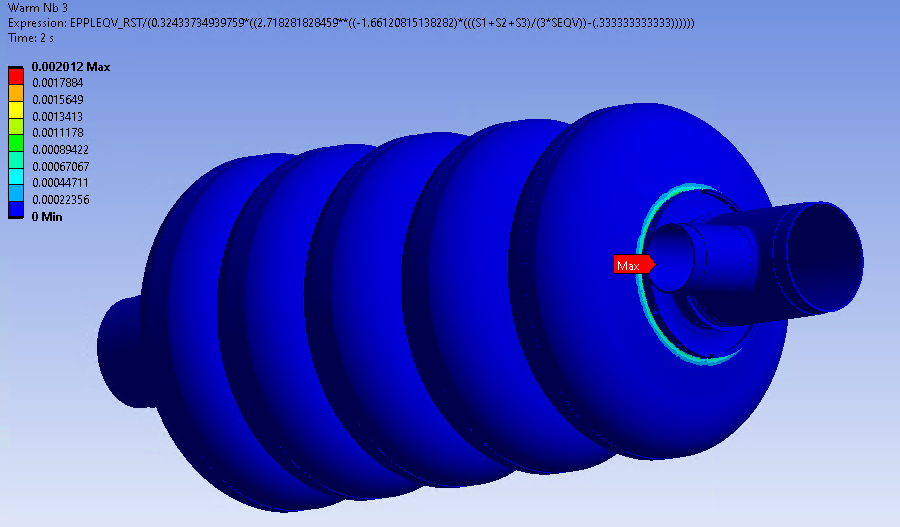 Warm Nb 3
Expression: EPPLEQV_RST/(0.32433734939759*((2.718281828459**((-1.66120815138282)*(((S1+S2+S3)/(3*SEQV))-(.333333333333))))))
Time: 2 s
0.002012 Max
0.0017884
0.0015649
0.0013413
0.0011178
0.00089422
0.00067067
0.00044711
0.00022356
0 Min
Max